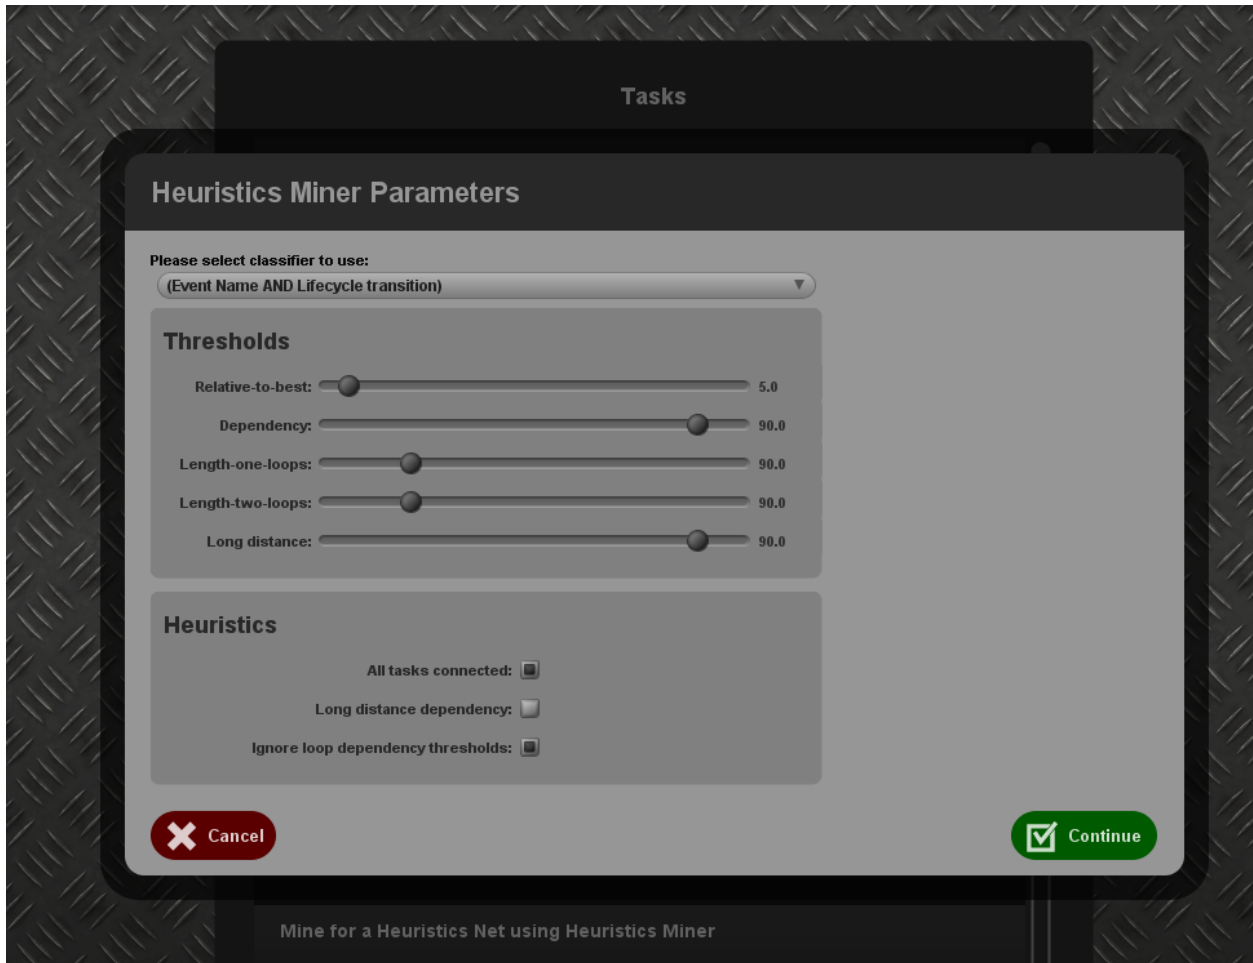 Tasks
Heuristics Miner Parameters
Please select classifier to use:
(Event Name AND Lifecycle transition)
Thresholds
Relative-to-best: 5.0
Dependency: 90.0
Length-one-loops: 90.0
Length-two-loops: 90.0
Long distance: 90.0
Heuristics
All tasks connected:
Long distance dependency:
Ignore loop dependency thresholds:
Cancel Continue
Mine for a Heuristics Net using Heuristics Miner